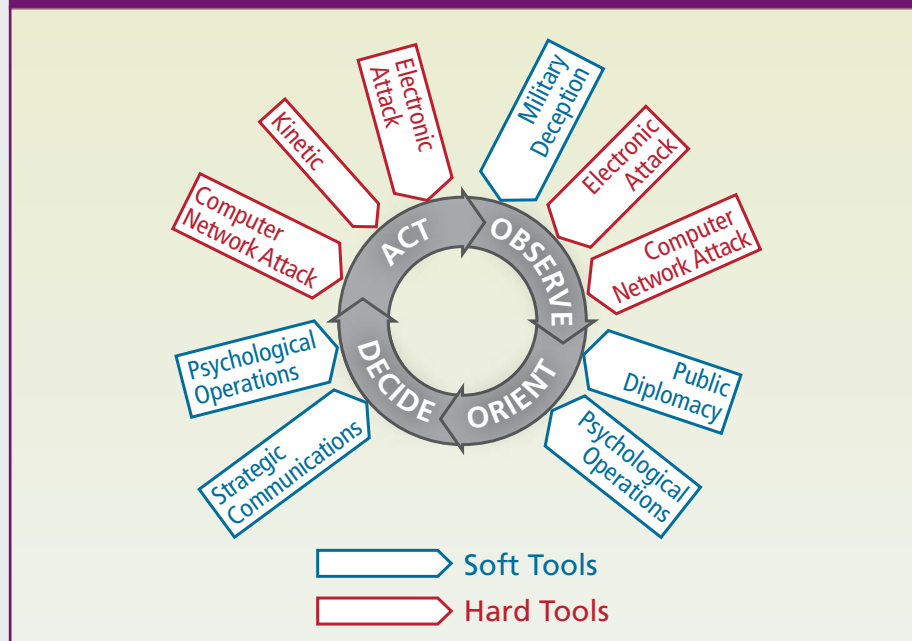 Electronic
Attack
Military
Deception
Kinetic
Electronic
Attack
Computer
Network Attack
Computer
Network Attack
ACT
OBSERVE
Psychological
Operations
Public
Diplomacy
DECIDE
ORIENT
Strategic
Communications
Psychological
Operations
Soft Tools
Hard Tools